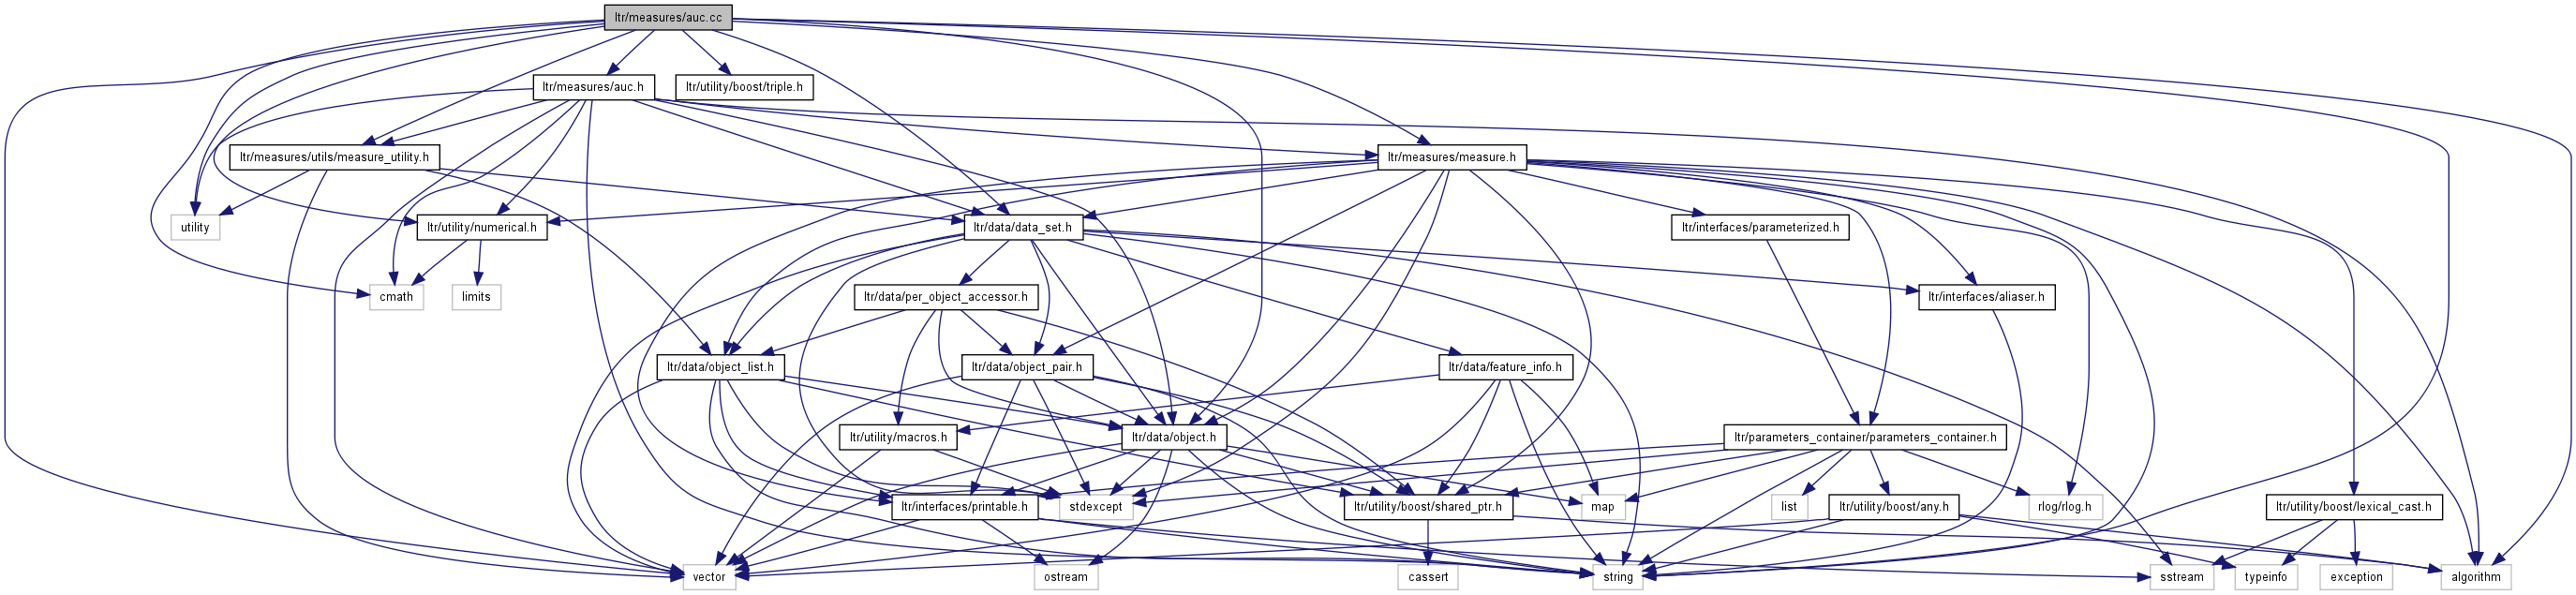 ltr/measures/auc.cc
ltr/measures/auc.h
ltr/utility/boost/triple.h
ltr/measures/utils/measure_utility.h
ltr/measures/measure.h
utility
ltr/utility/numerical.h
ltr/data/data_set.h
ltr/interfaces/parameterized.h
cmath
limits
ltr/data/per_object_accessor.h
ltr/interfaces/aliaser.h
ltr/data/object_list.h
ltr/data/object_pair.h
ltr/data/feature_info.h
ltr/utility/macros.h
ltr/data/object.h
ltr/parameters_container/parameters_container.h
ltr/interfaces/printable.h
stdexcept
ltr/utility/boost/shared_ptr.h
map
list
ltr/utility/boost/any.h
rlog/rlog.h
ltr/utility/boost/lexical_cast.h
vector
ostream
cassert
string
sstream
typeinfo
exception
algorithm